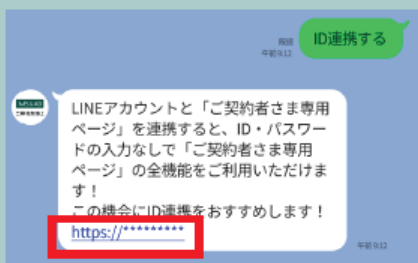 ID連携する
既読
午前9:12
LINEアカウントと「ご契約者さま専用
ページ」を連携すると、ID・パスワー
ドの入力なしで「ご契約者さま専用
ページ」の全機能をご利用いただけま
す！
この機会にID連携をおすすめします！
https://*********
午前9:12